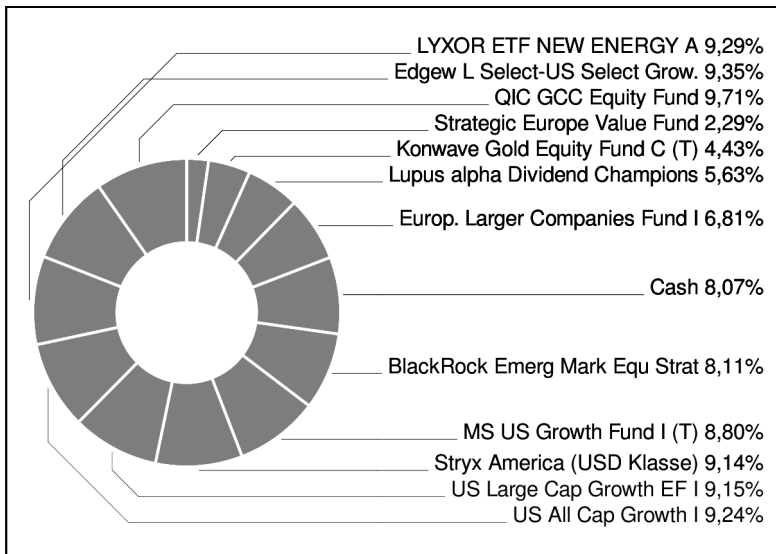 LYXOR ETF NEW ENERGY A 9,29%
Edgew L Select-US Select Grow. 9,35%
QIC GCC Equity Fund 9,71%
Strategic Europe Value Fund 2,29%
Konwave Gold Equity Fund C (T) 4,43%
Lupus alpha Dividend Champions 5,63%
Europ. Larger Companies Fund I 6,81%
Cash 8,07%
BlackRock Emerg Mark Equ Strat 8,11%
MS US Growth Fund I (T) 8,80%
Stryx America (USD Klasse) 9,14%
US Large Cap Growth EF I 9,15%
US All Cap Growth I 9,24%